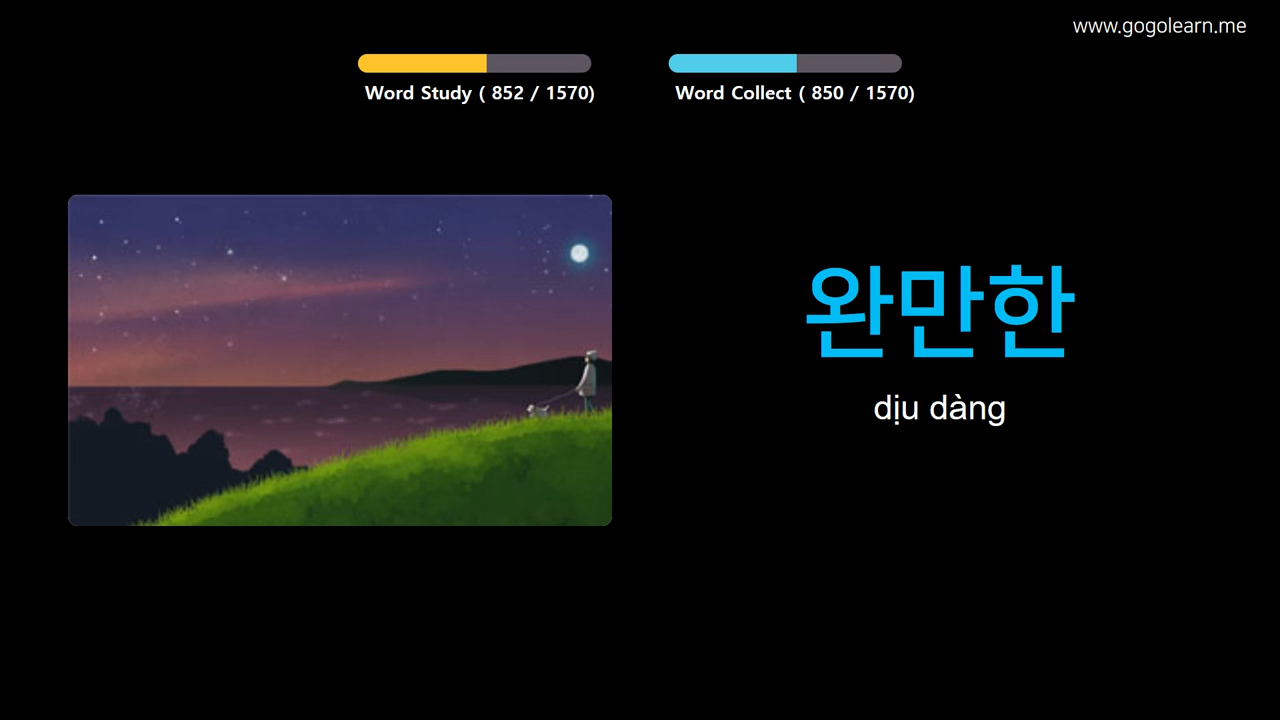 www.gogolearn.me
Word Study ( 852 / 1570)
Word Collect ( 850 / 1570)
완만한
dịu dàng